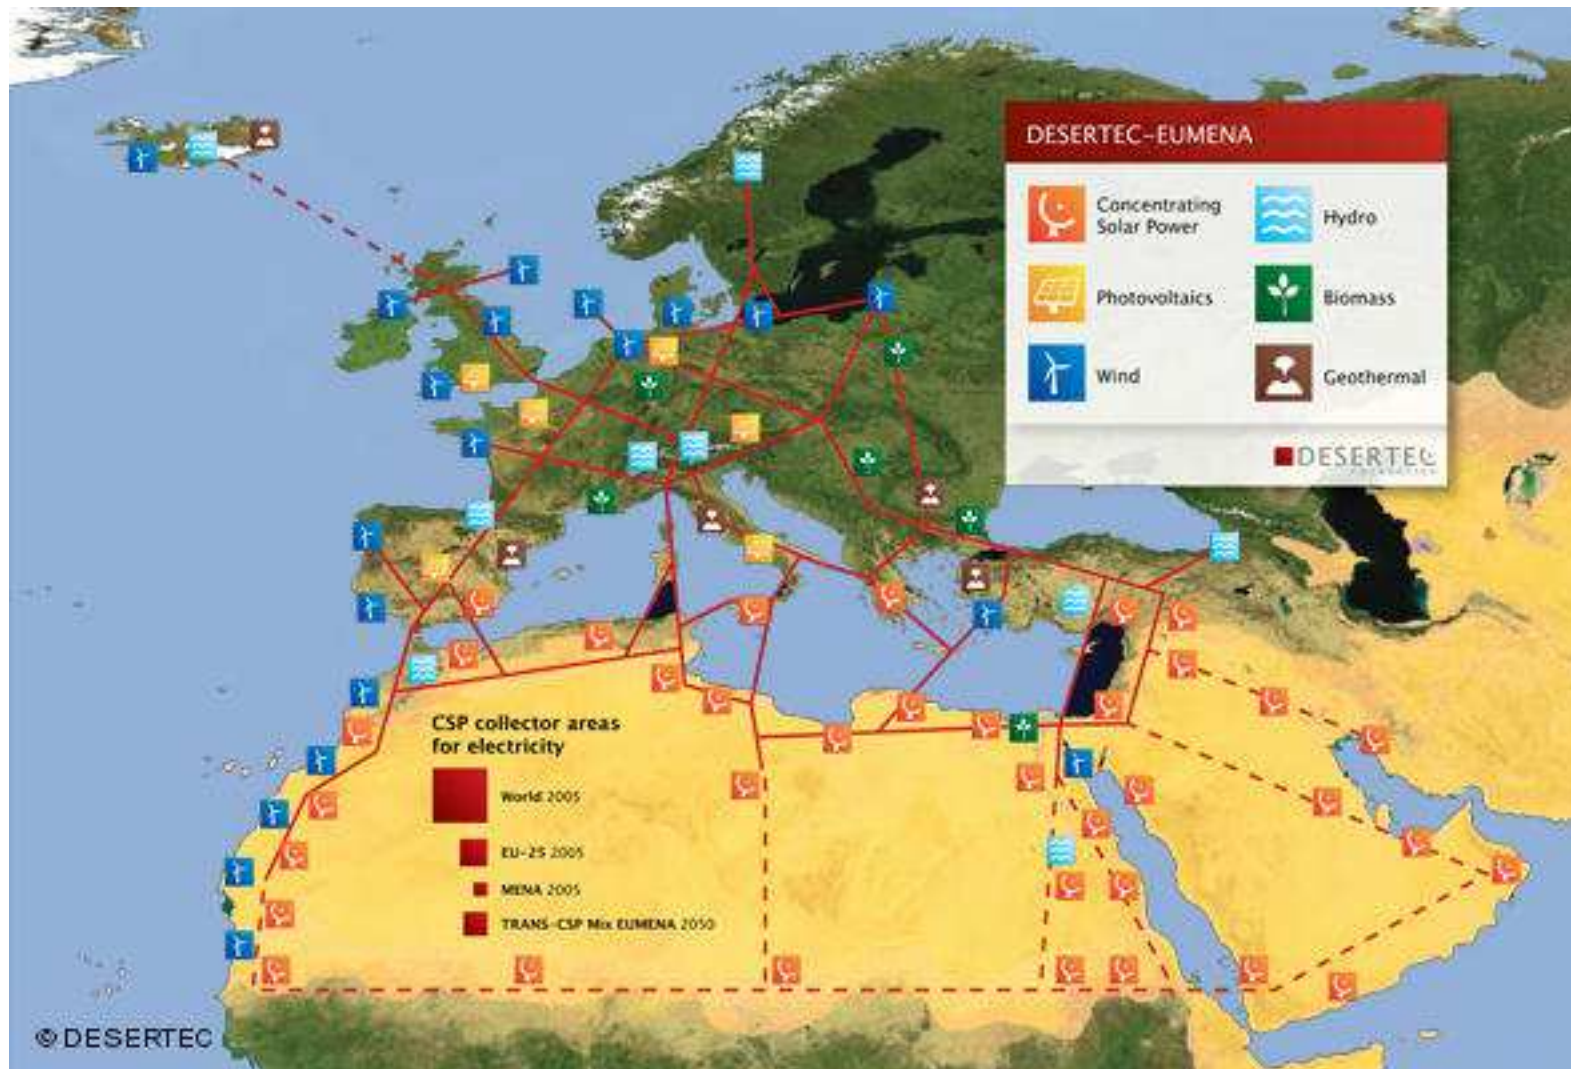 DESERTEC-EUMENA
Concentrating
Solar Power
Hydro
Photovoltaics
Biomass
Wind
Geothermal
DESERTEC
CSP collector areas
for electricity
World 2005
EU-25 2005
MENA 2005
TRANS-CSP Mix EUMENA 2050
© DESERTEC